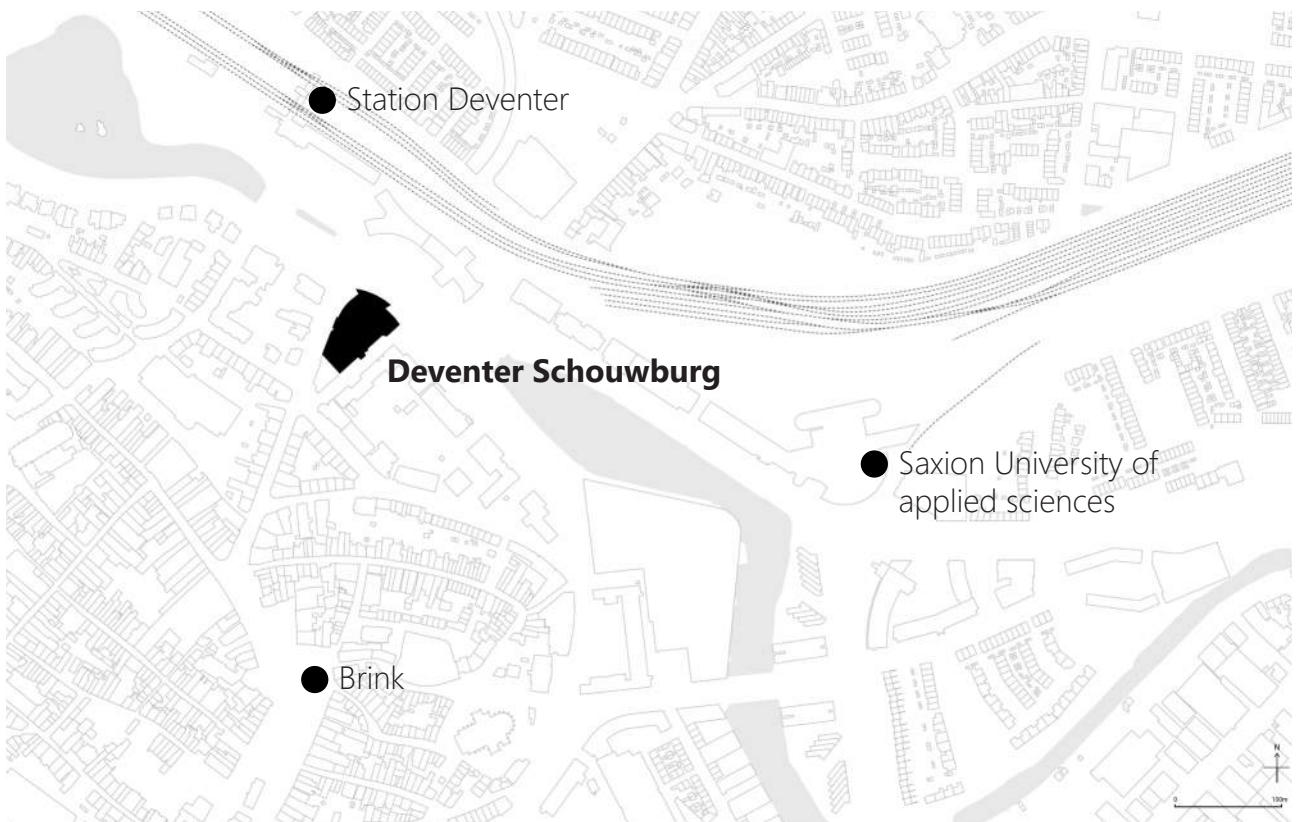 Station Deventer
Deventer Schouwburg
Saxion University of
applied sciences
Brink
N
0 100m